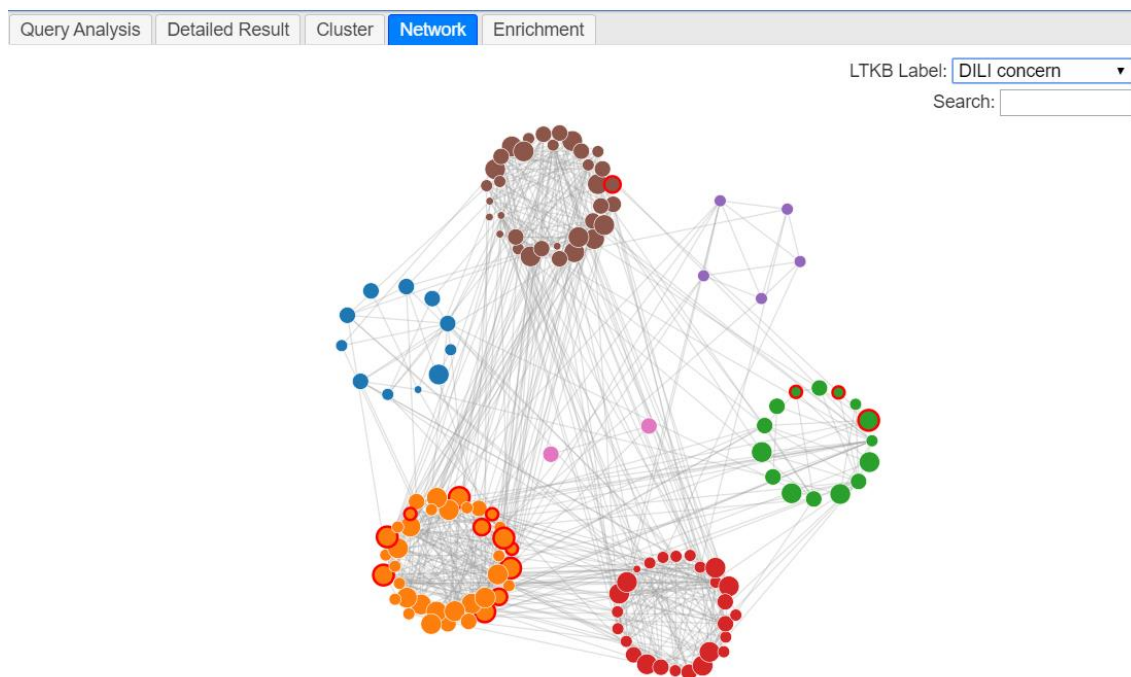 Query Analysis Detailed Result Cluster Network Enrichment
LTKB Label: DILI concern
Search: